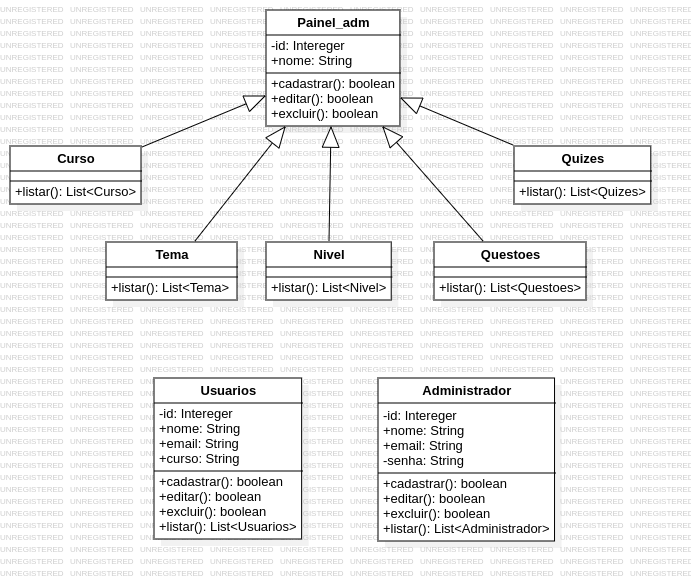 Painel_adm
-id: Intereger
+nome: String
+cadastrar(): boolean
+editar(): boolean
+excluir(): boolean
Curso
+listar(): List<Curso>
Quizes
+listar(): List<Quizes>
Tema
+listar(): List<Tema>
Nivel
+listar(): List<Nivel>
Questoes
+listar(): List<Questoes>
Usuarios
-id: Intereger
+nome: String
+email: String
+curso: String
+cadastrar(): boolean
+editar(): boolean
+excluir(): boolean
+listar(): List<Usuarios>
Administrador
-id: Intereger
+nome: String
+email: String
-senha: String
+cadastrar(): boolean
+editar(): boolean
+excluir(): boolean
+listar(): List<Administrador>
UNREGISTERED